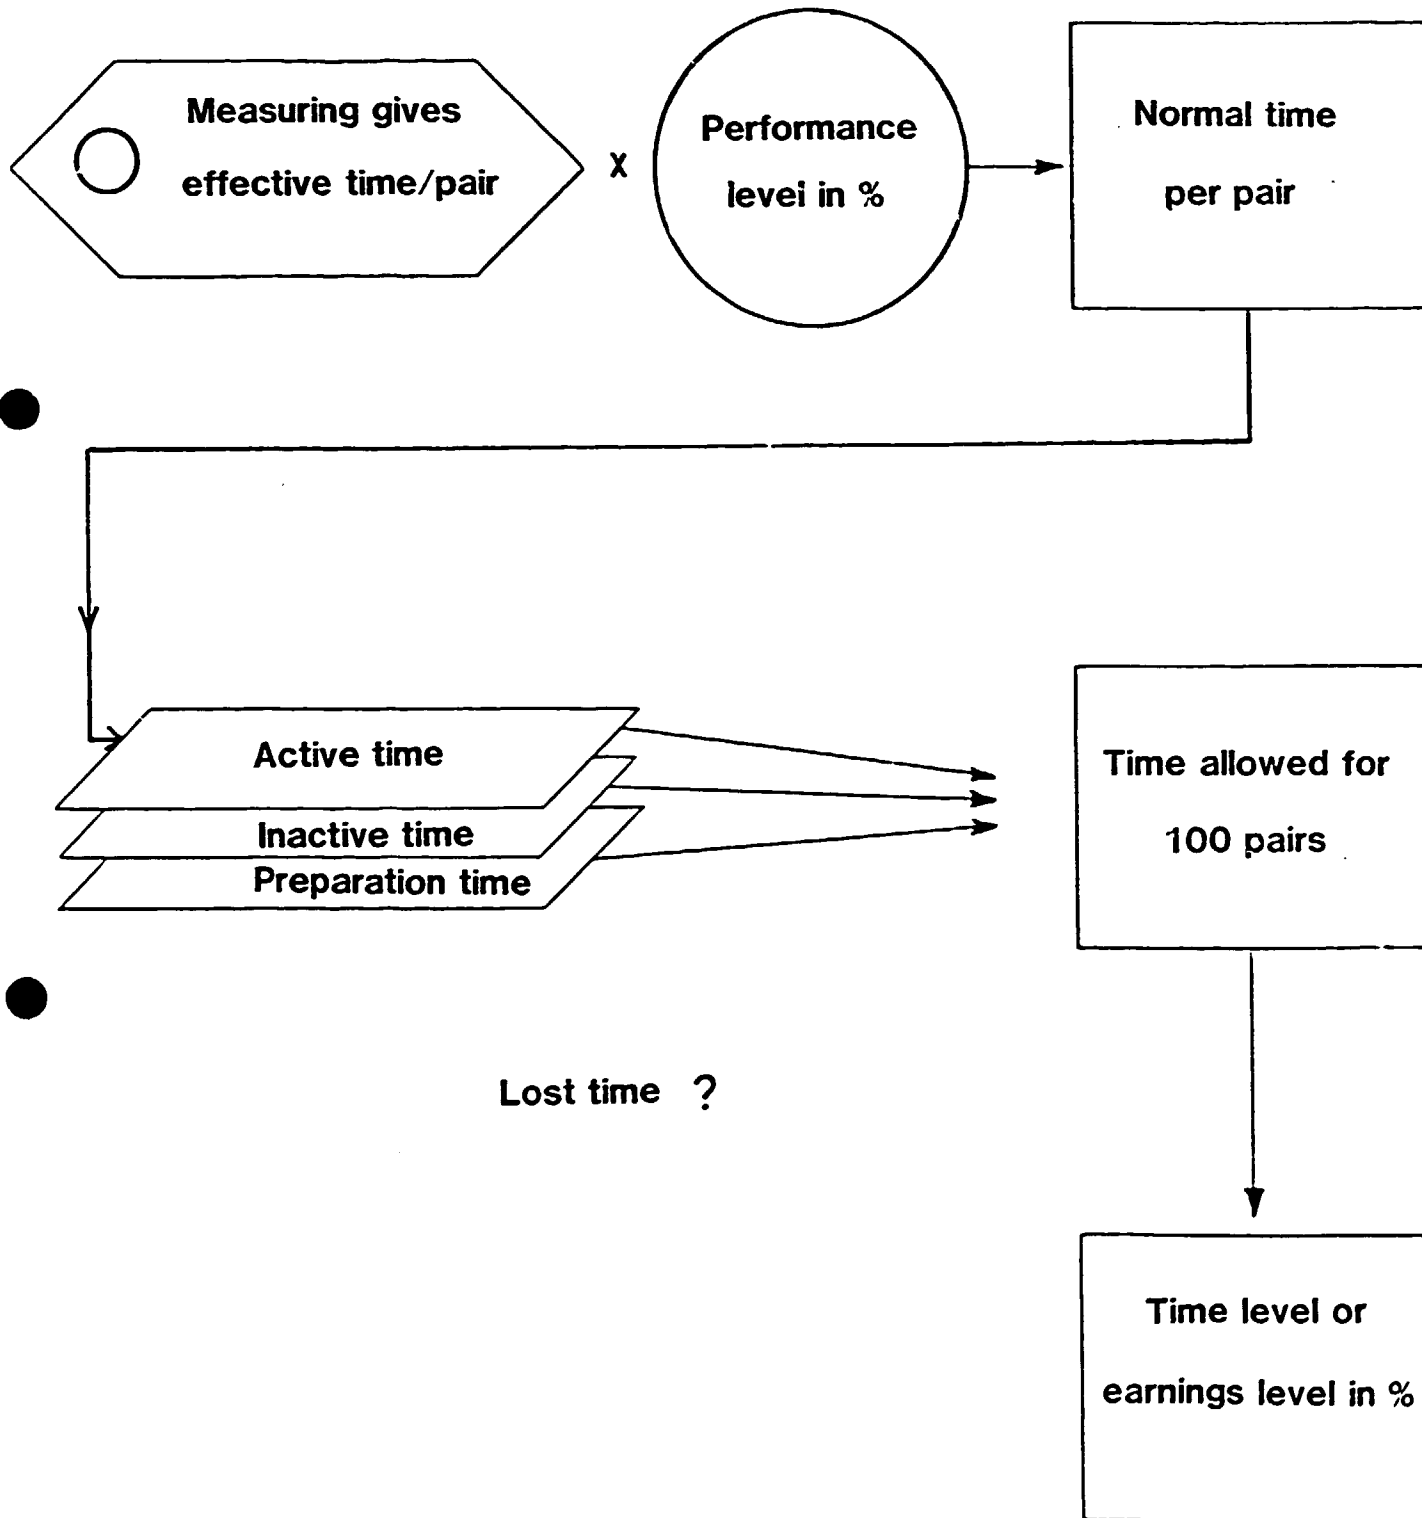 Measuring gives
effective time/pair
X
Performance
level in %
Normal time
per pair
Active time
Inactive time
Preparation time
Time allowed for
100 pairs
Lost time ?
Time level or
earnings level in %